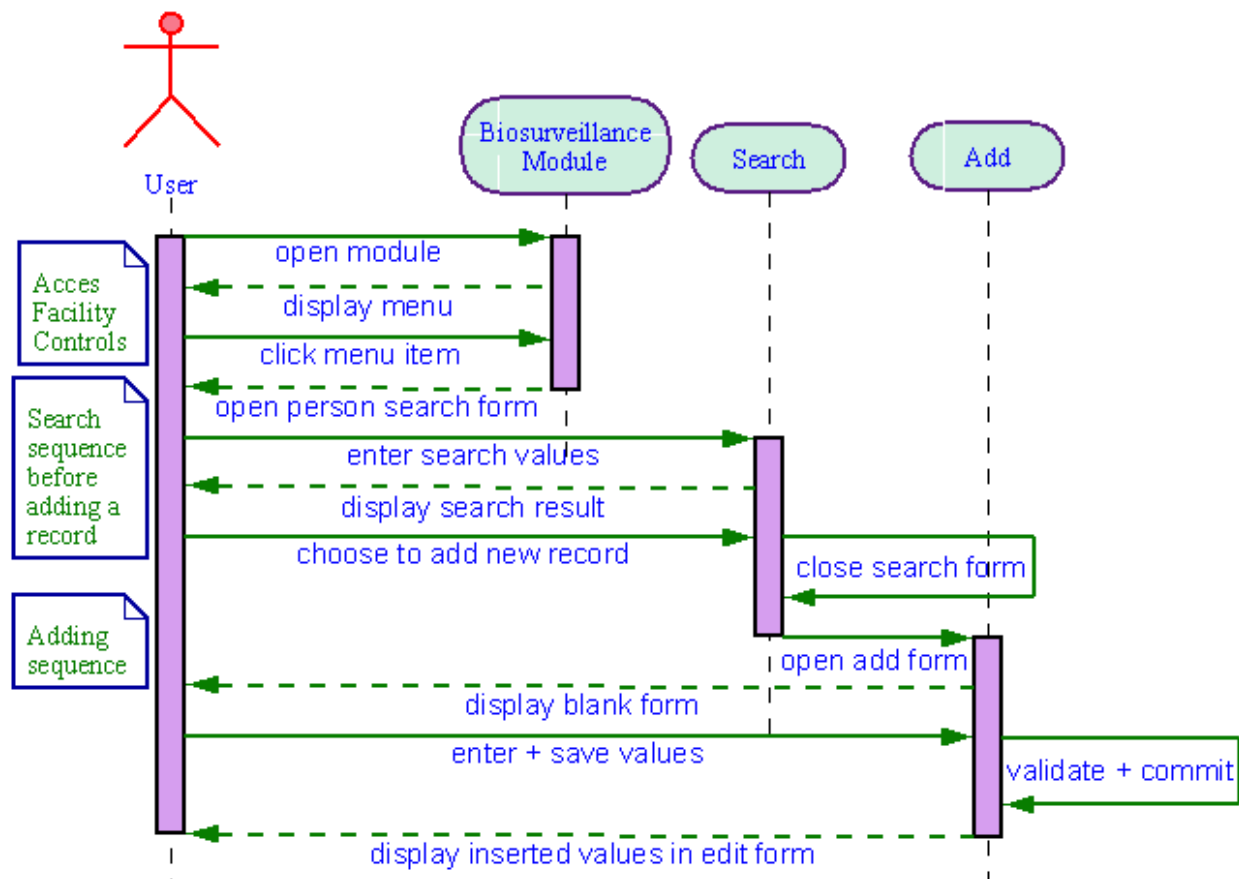 User
Biosurveillance
Module
Search
Add
Acces
Facility
Controls
open module
display menu
click menu item
open person search form
Search
sequence
before
adding a
record
enter search values
display search result
choose to add new record
close search form
Adding
sequence
open add form
display blank form
enter + save values
validate + commit
display inserted values in edit form